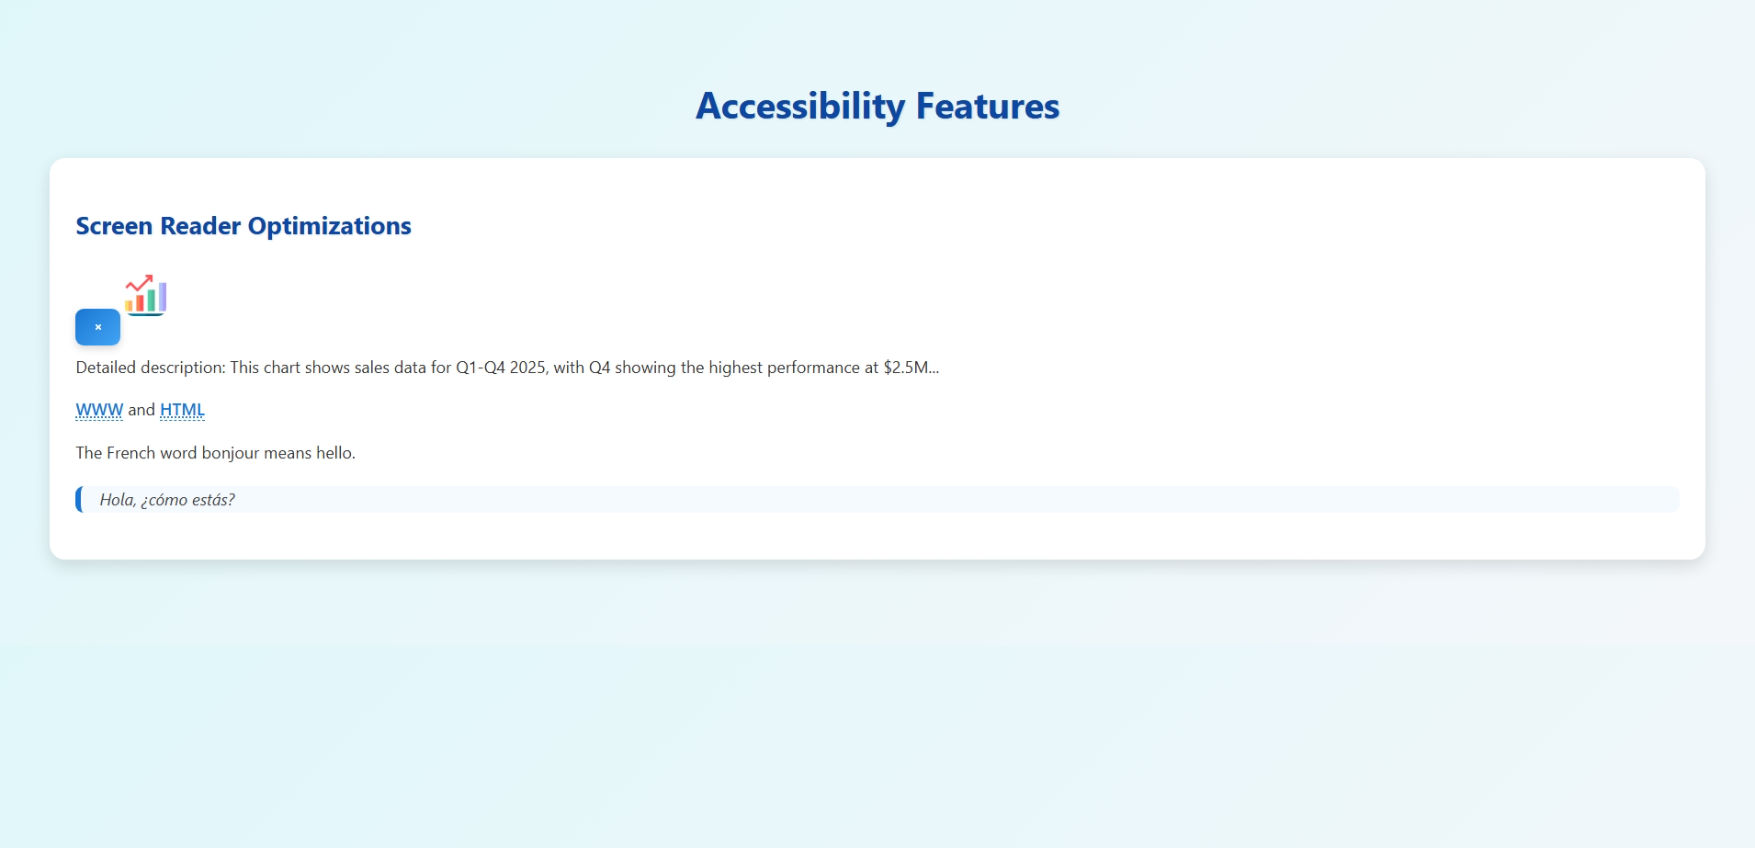 Accessibility Features
Screen Reader Optimizations
×
Detailed description: This chart shows sales data for Q1-Q4 2025, with Q4 showing the highest performance at $2.5M...
WWW and HTML
The French word bonjour means hello.
Hola, ¿cómo estás?